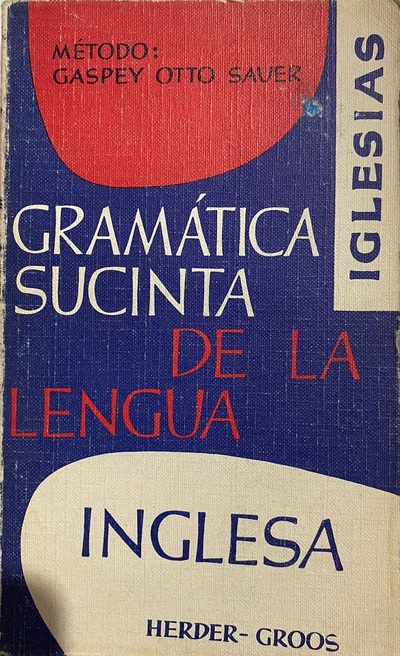 MÉTODO:
GASPEY OTTO SAUER
IGLESIAS
GRAMÁTICA
SUCINTA
DE LA
LENGUA
INGLESA
HERDER-GROOS